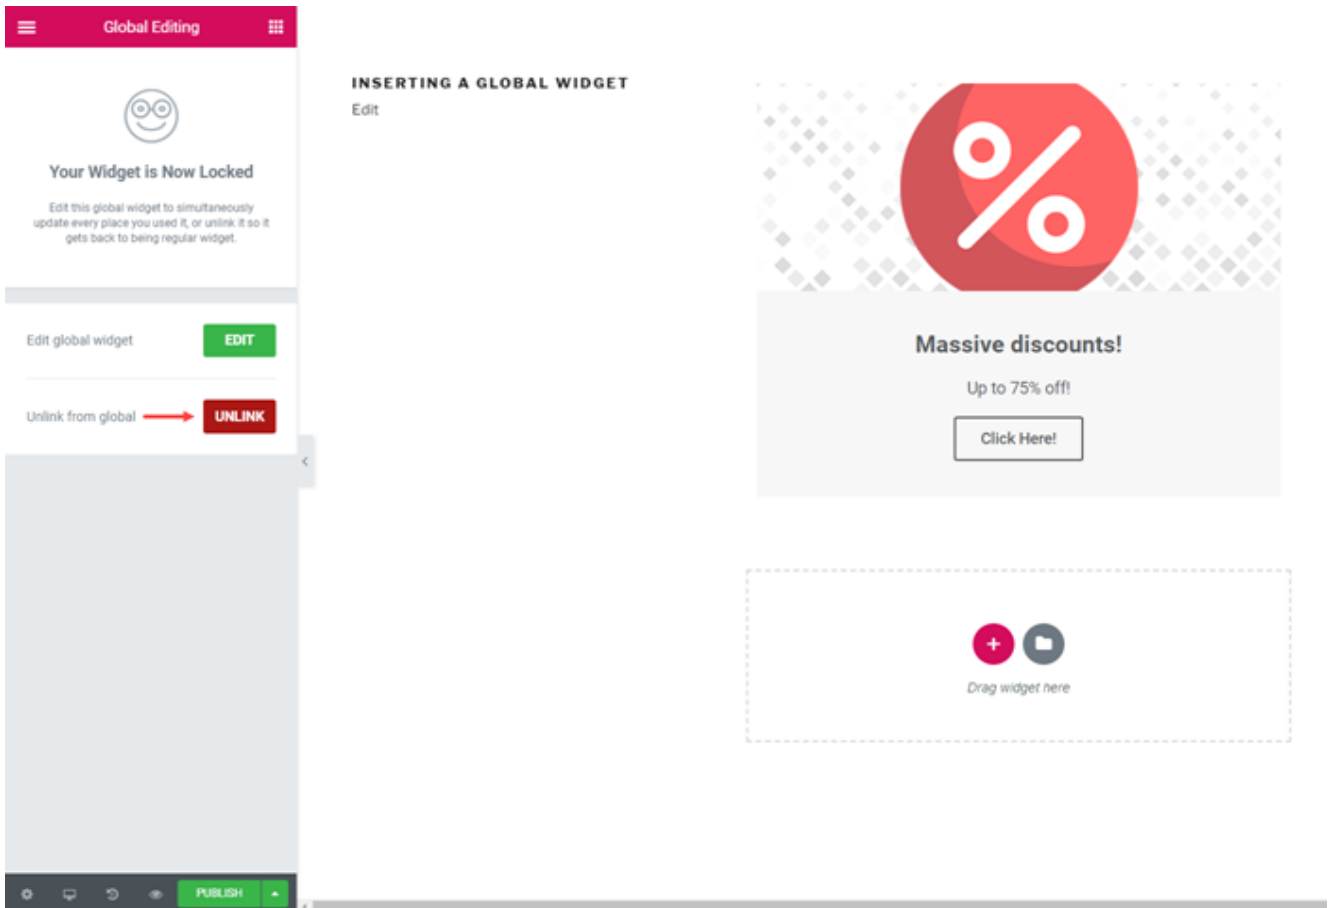 Global Editing
Your Widget is Now Locked
Edit this global widget to simultaneously
update every place you used it, or unlink it so it
gets back to being regular widget.
Edit global widget
EDIT
Unlink from global
UNLINK
PUBLISH
INSERTING A GLOBAL WIDGET
Edit
%
Massive discounts!
Up to 75% off!
Click Here!
Drag widget here